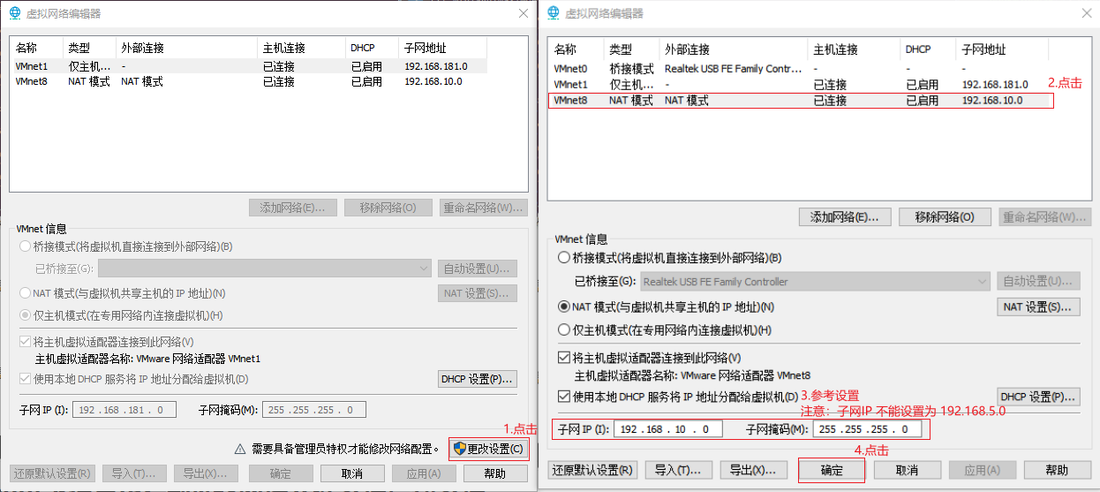 虚拟网络编辑器
名称 类型 外部连接 主机连接 DHCP 子网地址
VMnet1 仅主机... - 已连接 已启用 192.168.181.0
VMnet8 NAT 模式 NAT 模式 已连接 已启用 192.168.10.0
添加网络(E)... 移除网络(O) 重命名网络(W)...
VMnet 信息
桥接模式(将虚拟机直接连接到外部网络)(B)
已桥接至(G): 自动设置(U)...
NAT 模式(与虚拟机共享主机的 IP 地址)(N) NAT 设置(S)...
仅主机模式(在专用网络内连接虚拟机)(H)
将主机虚拟适配器连接到此网络(V)
主机虚拟适配器名称: VMware 网络适配器 VMnet1
使用本地 DHCP 服务将 IP 地址分配给虚拟机(D) DHCP 设置(P)...
子网 IP (I): 192 .168 .181 . 0 子网掩码(M): 255 .255 .255 . 0
1.点击
需要具备管理员特权才能修改网络配置。 更改设置(C)
还原默认设置(R) 导入(T)... 导出(X)... 确定 取消 应用(A) 帮助
虚拟网络编辑器
名称 类型 外部连接 主机连接 DHCP 子网地址
VMnet0 桥接模式 Realtek USB FE Family Contr... - - -
VMnet1 仅主机... - 已连接 已启用 192.168.181.0
VMnet8 NAT 模式 NAT 模式 已连接 已启用 192.168.10.0
2.点击
添加网络(E)... 移除网络(O) 重命名网络(W)...
VMnet 信息
桥接模式(将虚拟机直接连接到外部网络)(B)
已桥接至(G): Realtek USB FE Family Controller 自动设置(U)...
NAT 模式(与虚拟机共享主机的 IP 地址)(N) NAT 设置(S)...
仅主机模式(在专用网络内连接虚拟机)(H)
将主机虚拟适配器连接到此网络(V)
主机虚拟适配器名称: VMware 网络适配器 VMnet8
使用本地 DHCP 服务将 IP 地址分配给虚拟机(D) DHCP 设置(P)...
3.参考设置
注意：子网IP 不能设置为 192.168.5.0
子网 IP (I): 192 .168 . 10 . 0 子网掩码(M): 255 .255 .255 . 0
4.点击
还原默认设置(R) 导入(T)... 导出(X)... 确定 取消 应用(A) 帮助